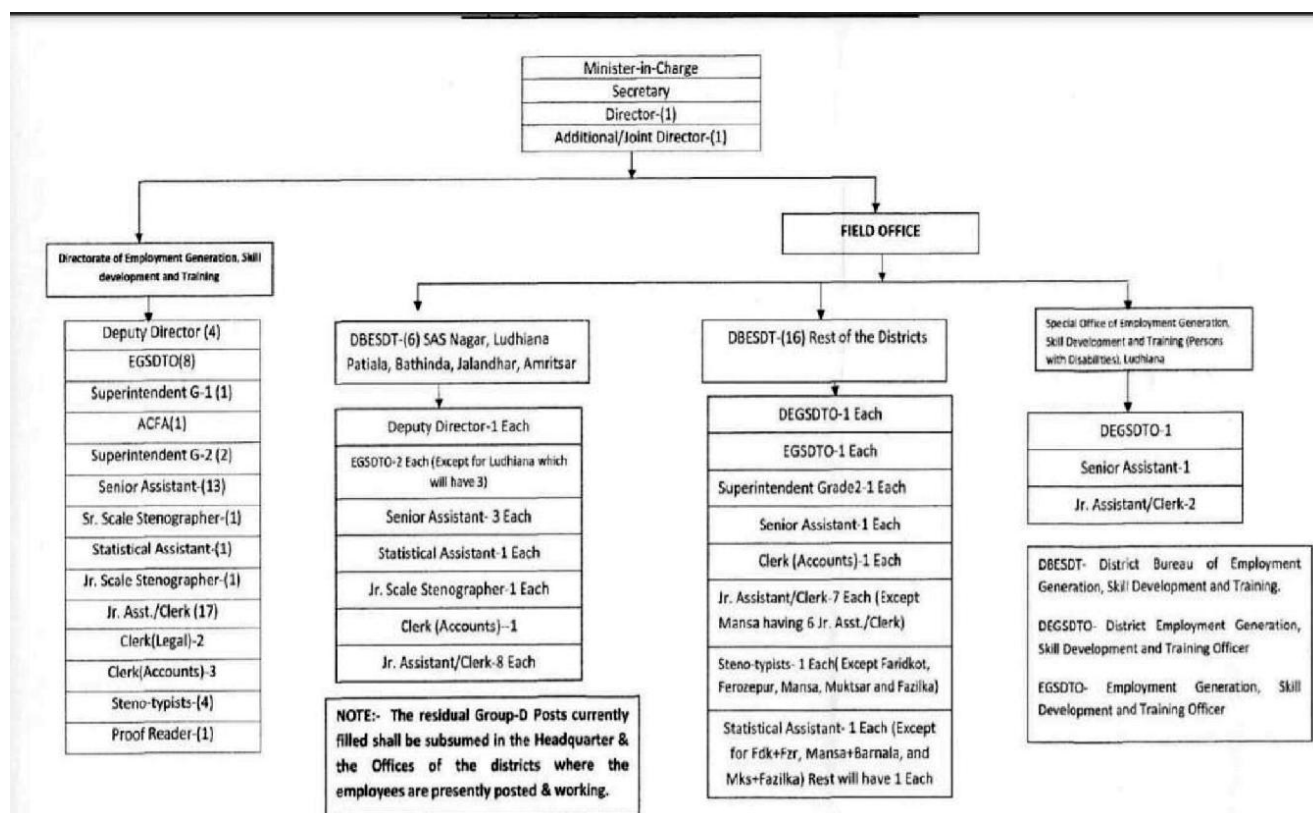 Minister-in-Charge
Secretary
Director-(1)
Additional/Joint Director-(1)
FIELD OFFICE
Directorate of Employment Generation, Skill
development and Training
Deputy Director (4)
EGSDTO(8)
Superintendent G-1 (1)
ACFA(1)
Superintendent G-2 (2)
Senior Assistant-(13)
Sr. Scale Stenographer-(1)
Statistical Assistant-(1)
Jr. Scale Stenographer-(1)
Jr. Asst./Clerk (17)
Clerk(Legal)-2
Clerk(Accounts)-3
Steno-typists-(4)
Proof Reader-(1)
DBESDT-(6) SAS Nagar, Ludhiana
Patiala, Bathinda, Jalandhar, Amritsar
Deputy Director-1 Each
EGSDTO-2 Each (Except for Ludhiana which
will have 3)
Senior Assistant- 3 Each
Statistical Assistant-1 Each
Jr. Scale Stenographer-1 Each
Clerk (Accounts)--1
Jr. Assistant/Clerk-8 Each
NOTE:- The residual Group-D Posts currently
filled shall be subsumed in the Headquarter &
the Offices of the districts where the
employees are presently posted & working.
DBESDT-(16) Rest of the Districts
DEGSDTO-1 Each
EGSDTO-1 Each
Superintendent Grade2-1 Each
Senior Assistant-1 Each
Clerk (Accounts)-1 Each
Jr. Assistant/Clerk-7 Each (Except
Mansa having 6 Jr. Asst./Clerk)
Steno-typists- 1 Each( Except Faridkot,
Ferozepur, Mansa, Muktsar and Fazilka)
Statistical Assistant- 1 Each (Except
for Fdk+Fzr, Mansa+Barnala, and
Mks+Fazilka) Rest will have 1 Each
Special Office of Employment Generation,
Skill Development and Training (Persons
with Disabilities), Ludhiana
DEGSDTO-1
Senior Assistant-1
Jr. Assistant/Clerk-2
DBESDT- District Bureau of Employment
Generation, Skill Development and Training.
DEGSDTO- District Employment Generation,
Skill Development and Training Officer
EGSDTO- Employment Generation, Skill
Development and Training Officer